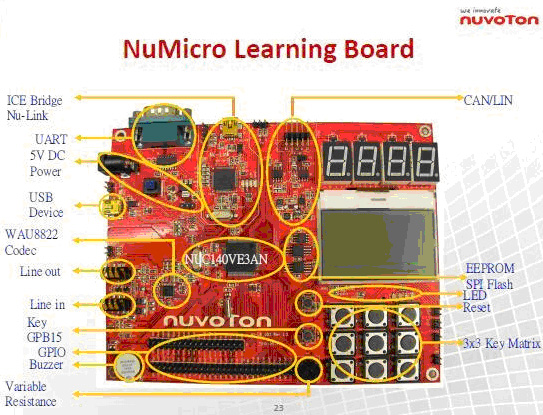 we innovate
nuvoTon
NuMicro Learning Board
ICE Bridge
Nu-Link
CAN/LIN
UART
5V DC
Power
USB
Device
WAU8822
Codec
NUC140VE3AN
Line out
EEPROM
SPI Flash
LED
Reset
Line in
nuvoTon
Key
GPB15
3x3 Key Matrix
GPIO
Buzzer
Variable
Resistance
23